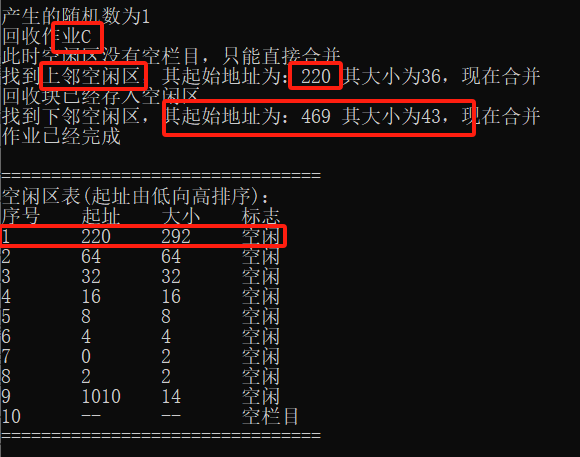 产生的随机数为1
回收作业C
此时空闲区没有空栏目，只能直接合并
找到上邻空闲区 其起始地址为：220 其大小为36，现在合并
回收块已经存入空闲区
找到下邻空闲区，其起始地址为：469 其大小为43，现在合并
作业已经完成
================================
空闲区表(起址由低向高排序)：
序号 起址 大小 标志
1 220 292 空闲
2 64 64 空闲
3 32 32 空闲
4 16 16 空闲
5 8 8 空闲
6 4 4 空闲
7 0 2 空闲
8 2 2 空闲
9 1010 14 空闲
10 -- -- 空栏目
================================